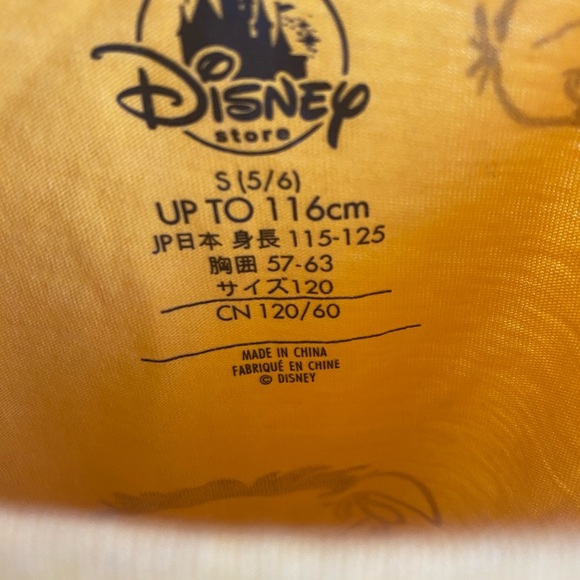 Disney
store
S (5/6)
UP TO 116cm
JP日本 身長 115-125
胸囲 57-63
サイズ120
CN 120/60
MADE IN CHINA
FABRIQUÉ EN CHINE
© DISNEY